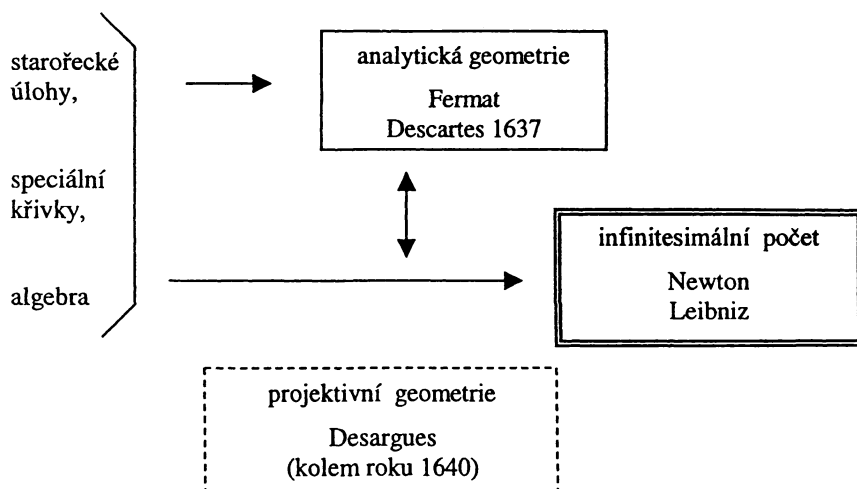 starořecké
úlohy,
speciální
křivky,
algebra
analytická geometrie
Fermat
Descartes 1637
infinitesimální počet
Newton
Leibniz
projektivní geometrie
Desargues
(kolem roku 1640)